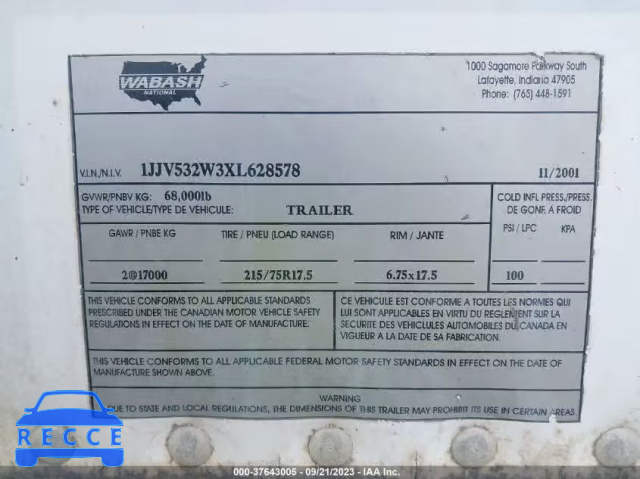 WABASH
NATIONAL
1000 Sagamore Parkway South
Lafayette, Indiana 47905
Phone: (765) 448-1591
V.I.N./N.I.V. 1JJV532W3XL628578 11/2001
GVWR/PNBV KG: 68,000lb
TYPE OF VEHICLE/TYPE DE VEHICULE: TRAILER
COLD INFL PRESS./PRESS.
DE GONF. A FROID
GAWR / PNBE KG TIRE / PNEU (LOAD RANGE) RIM / JANTE PSI / LPC KPA
2@17000 215/75R17.5 6.75x17.5 100
THIS VEHICLE CONFORMS TO ALL APPLICABLE STANDARDS
PRESCRIBED UNDER THE CANADIAN MOTOR VEHICLE SAFETY
REGULATIONS IN EFFECT ON THE DATE OF MANUFACTURE.
CE VEHICULE EST CONFORME A TOUTES LES NORMES QUI
LUI SONT APPLICABLES EN VIRTU DU REGLEMENT SUR LA
SECURITE DES VEHICLULES AUTOMOBILES DU CANADA EN
VIGUEUR A LA DATE DE SA FABRICATION.
THIS VEHICLE CONFORMS TO ALL APPLICABLE FEDERAL MOTOR SAFETY STANDARDS IN EFFECT ON THE DATE OF
MANUFACTURE SHOWN ABOVE.
WARNING
DUE TO STATE AND LOCAL REGULATIONS, THE DIMENSIONS OF THIS TRAILER MAY PROHIBIT ITS USE IN CERTAIN AREAS.
RECCE
000-37643005 - 09/21/2023 - IAA Inc.